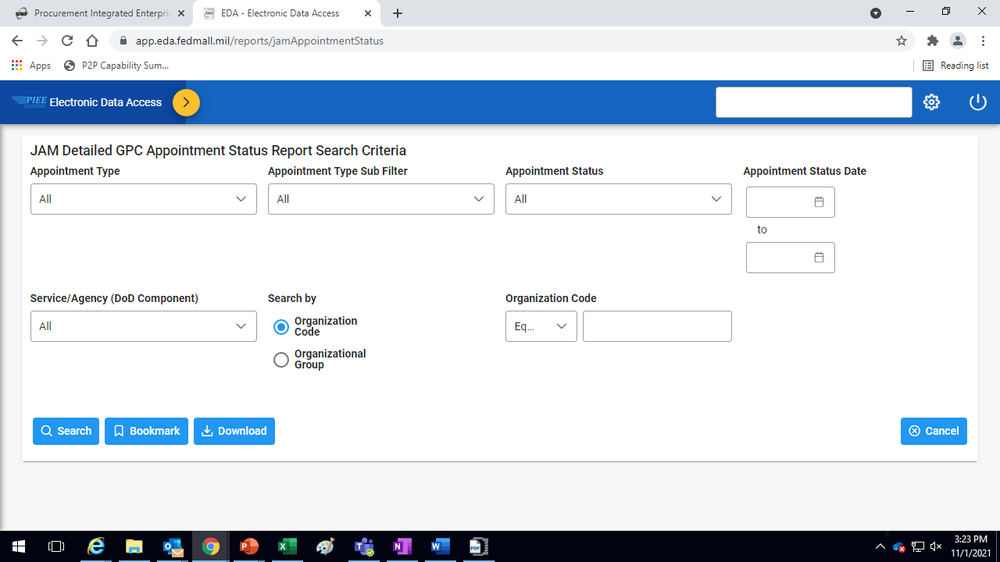 Procurement Integrated Enterpris
EDA - Electronic Data Access
app.eda.fedmall.mil/reports/jamAppointmentStatus
Apps
P2P Capability Sum...
Reading list
PIEE
Electronic Data Access
JAM Detailed GPC Appointment Status Report Search Criteria
Appointment Type
Appointment Type Sub Filter
Appointment Status
Appointment Status Date
All
All
All
to
Service/Agency (DoD Component)
Search by
Organization Code
All
Organization
Code
Eq...
Organizational
Group
Search
Bookmark
Download
Cancel
3:23 PM
11/1/2021